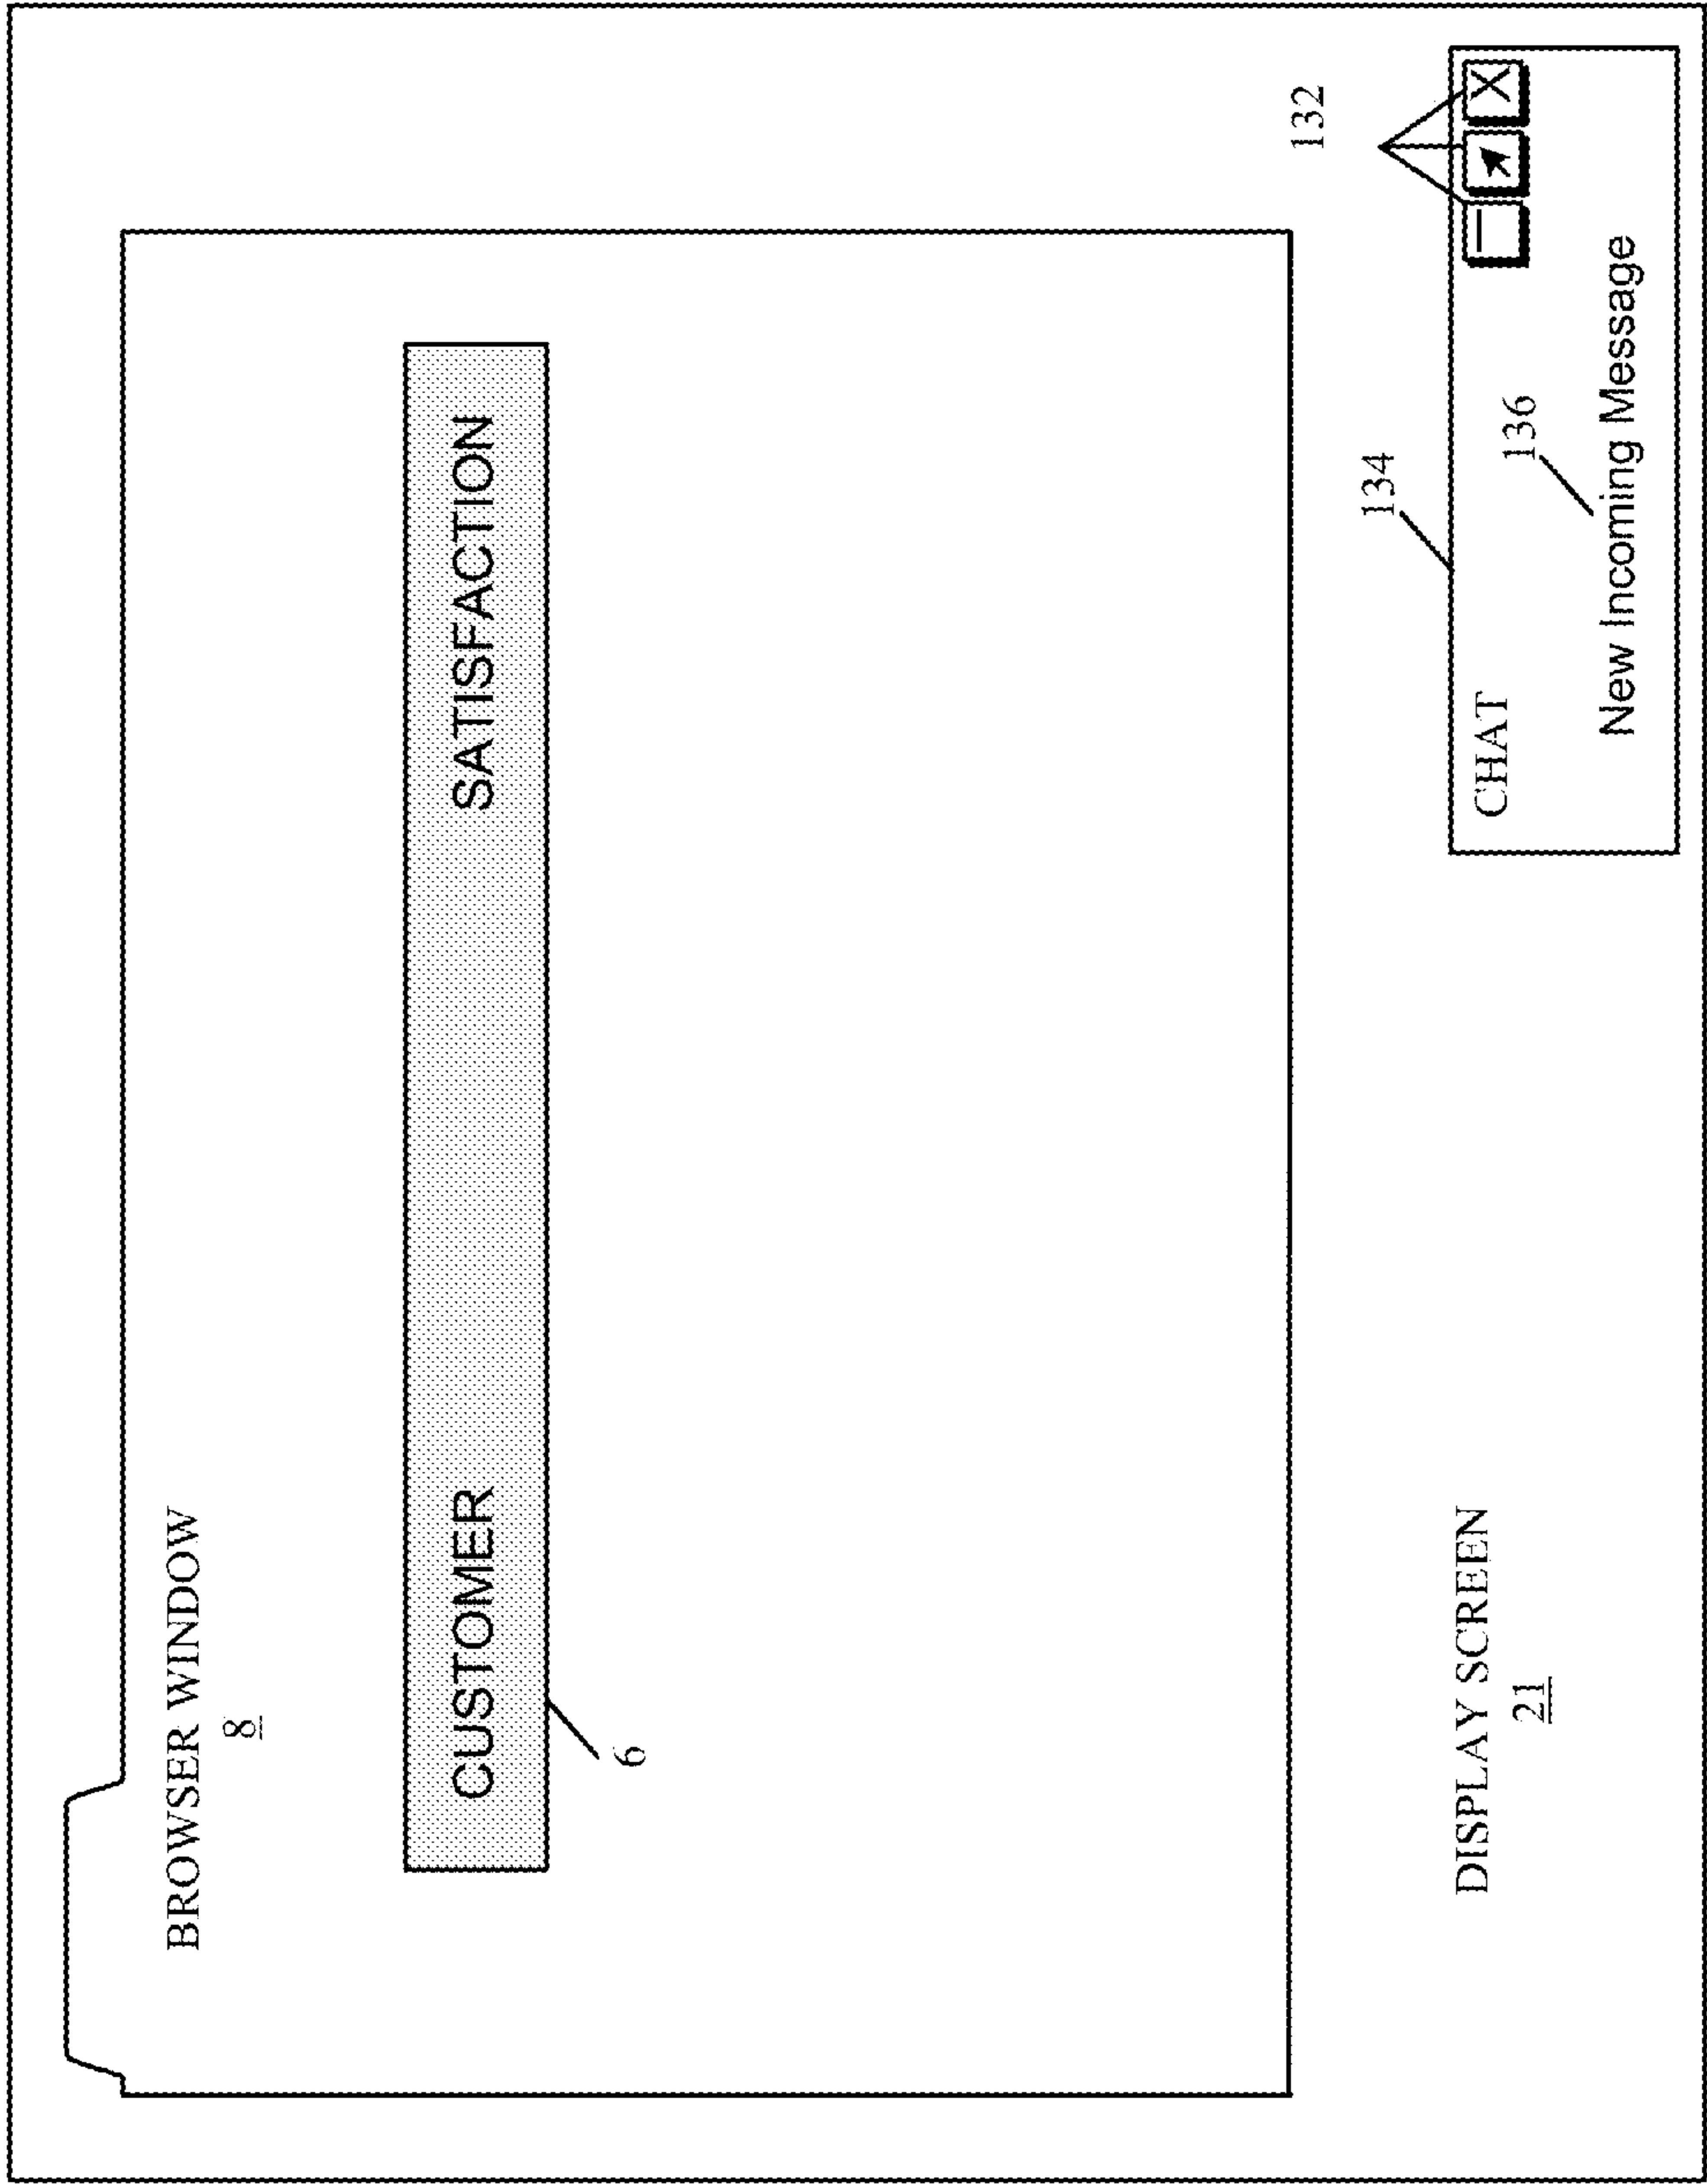 BROWSER WINDOW
8
CUSTOMER SATISFACTION
6
132
134
CHAT
X
136
New Incoming Message
DISPLAY SCREEN
21